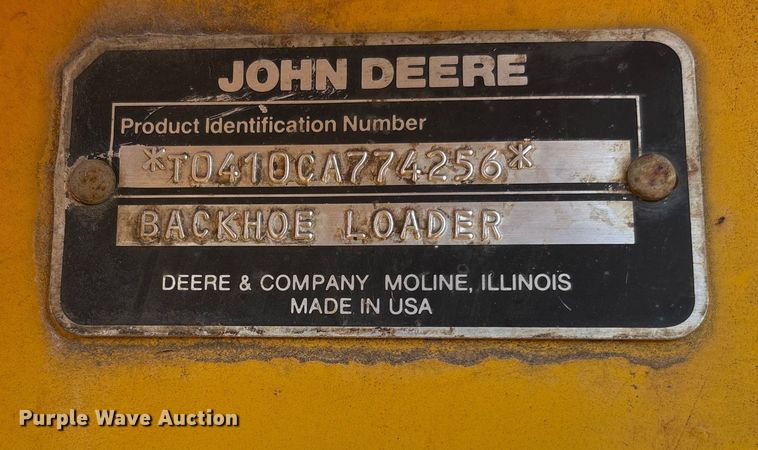 JOHN DEERE
Product Identification Number
*T0410CA774256*
BACKHOE LOADER
DEERE & COMPANY MOLINE, ILLINOIS
MADE IN USA
Purple Wave Auction